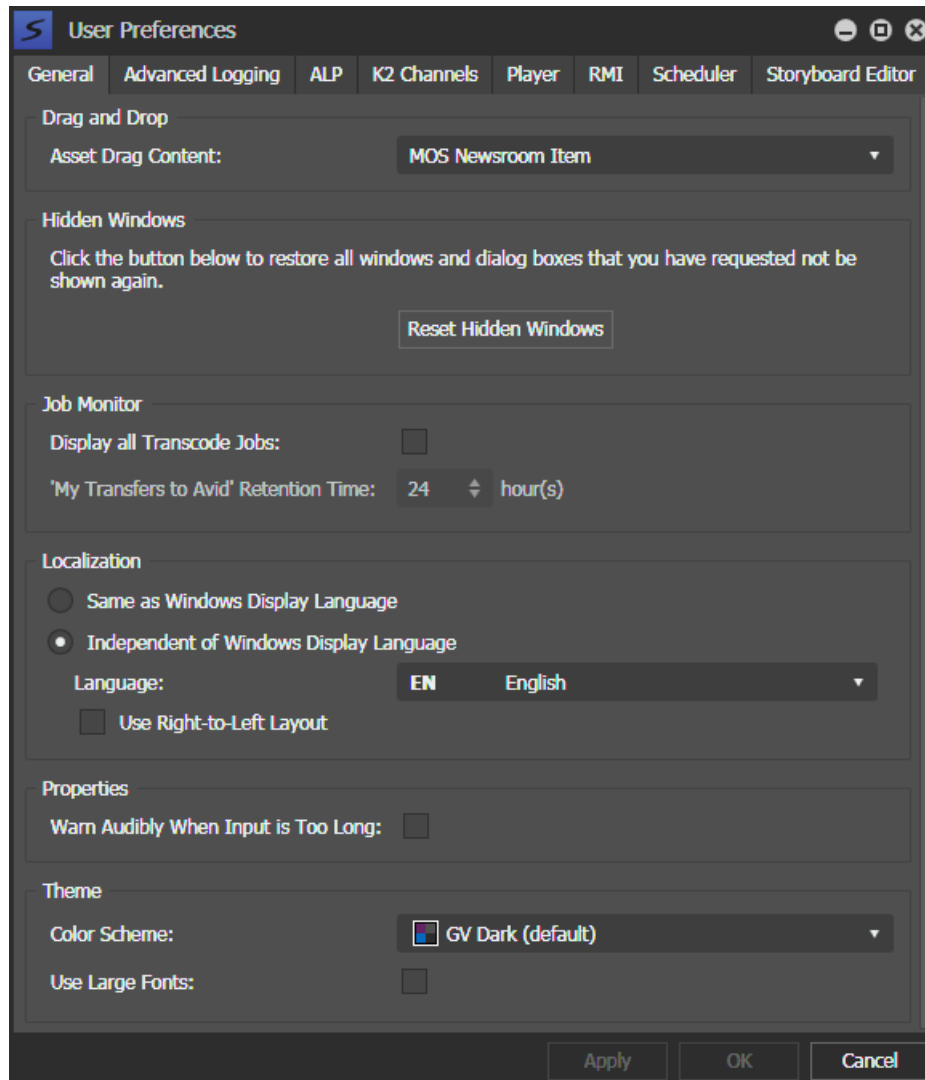 User Preferences
General Advanced Logging ALP K2 Channels Player RMI Scheduler Storyboard Editor
Drag and Drop
Asset Drag Content: MOS Newsroom Item
Hidden Windows
Click the button below to restore all windows and dialog boxes that you have requested not be
shown again.
Reset Hidden Windows
Job Monitor
Display all Transcode Jobs:
'My Transfers to Avid' Retention Time: 24 hour(s)
Localization
Same as Windows Display Language
Independent of Windows Display Language
Language: EN English
Use Right-to-Left Layout
Properties
Warn Audibly When Input is Too Long:
Theme
Color Scheme: GV Dark (default)
Use Large Fonts:
Apply OK Cancel